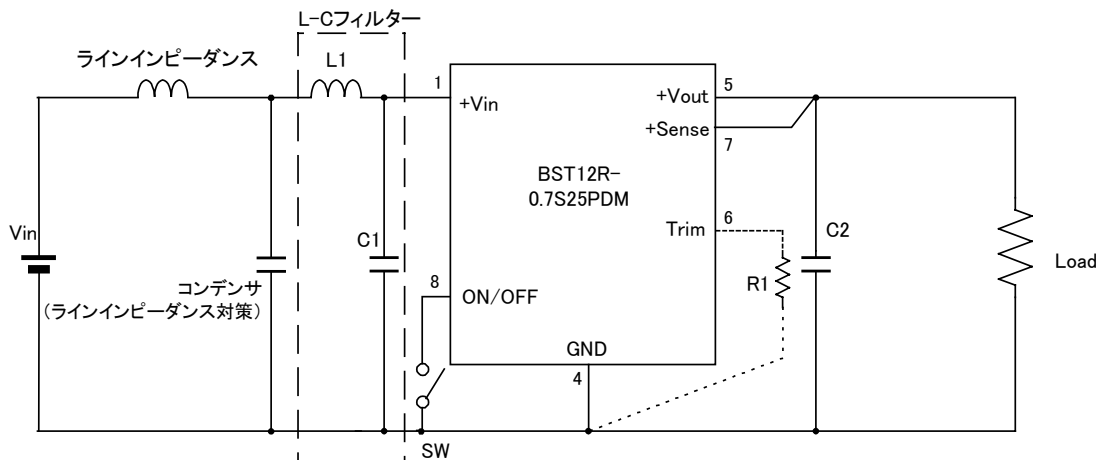 L-Cフィルター
ラインインピーダンス
L1
1
+Vin
+Vout
5
+Sense
7
BST12R-
0.7S25PDM
Trim
6
Vin
C1
C2
R1
Load
コンデンサ
(ラインインピーダンス対策)
8
ON/OFF
GND
4
SW